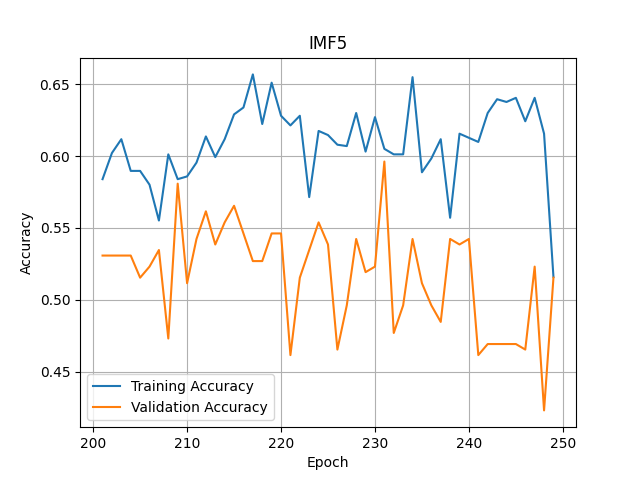 IMF5
0.65
0.60
0.55
0.50
0.45
Accuracy
Training Accuracy
Validation Accuracy
200 210 220 230 240 250
Epoch